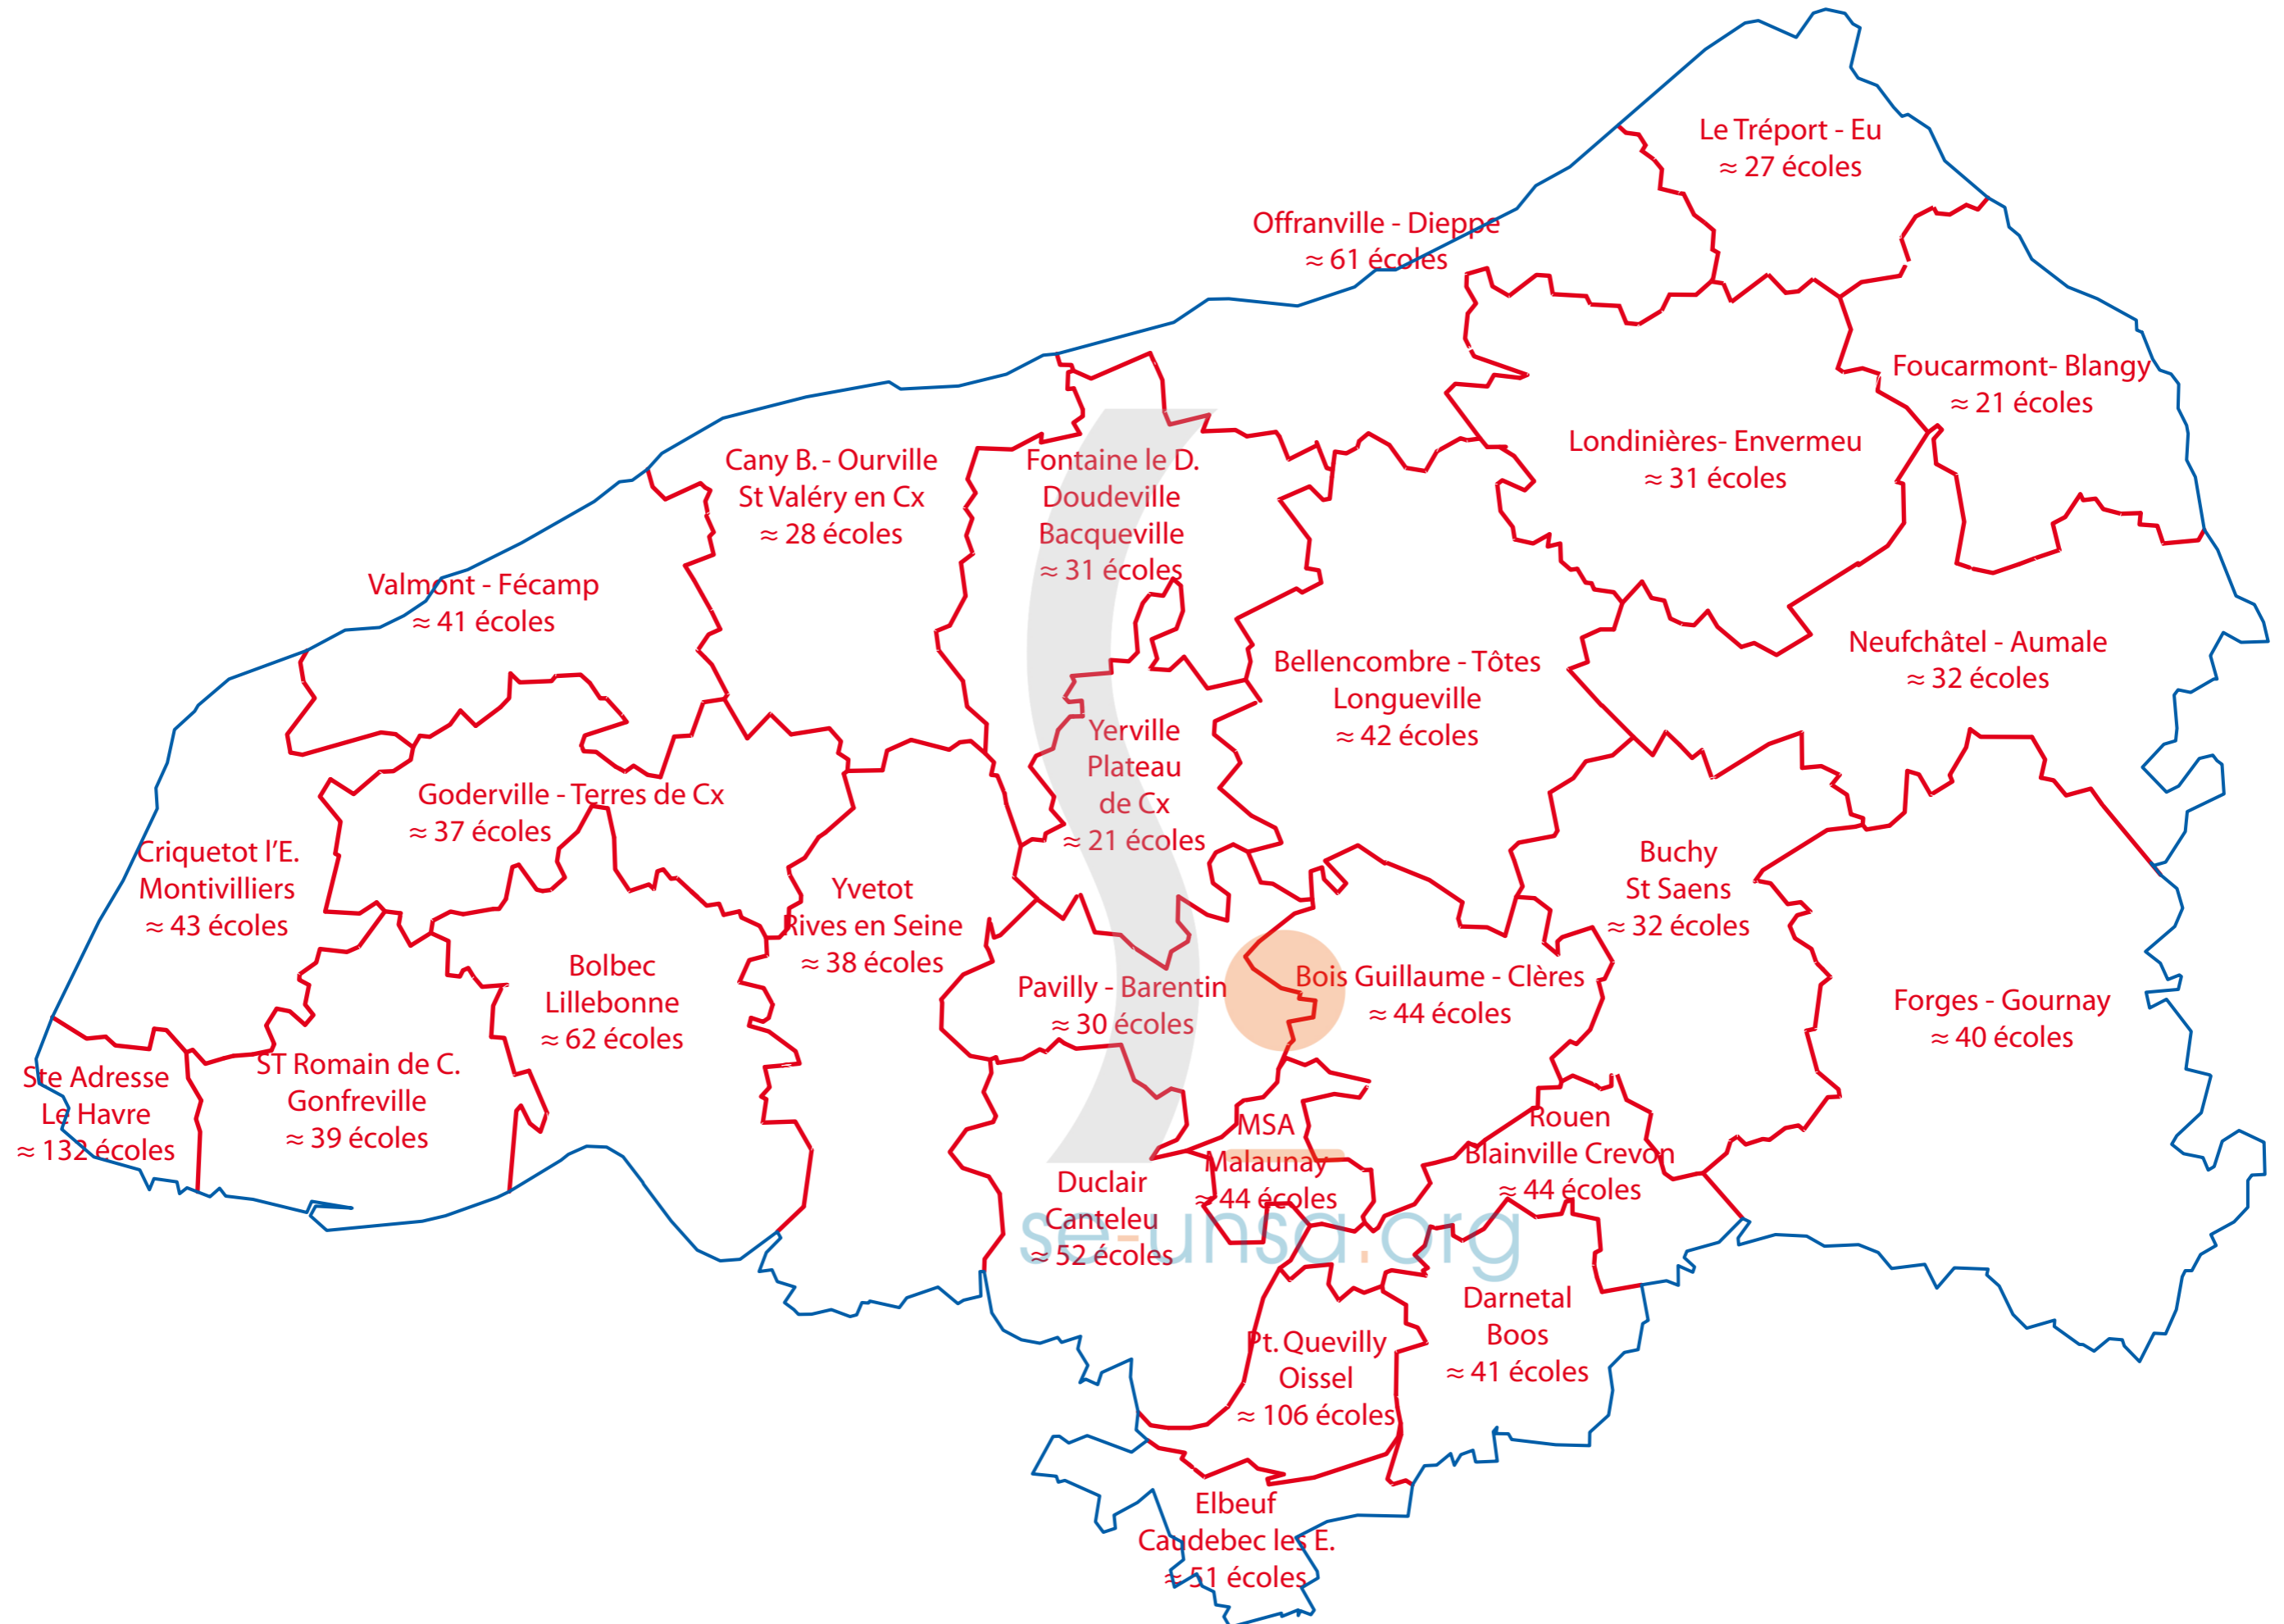 Le Tréport - Eu
≈ 27 écoles
Offranville - Dieppe
≈ 61 écoles
Foucarmont- Blangy
≈ 21 écoles
Londinières- Envermeu
≈ 31 écoles
Cany B. - Ourville
St Valéry en Cx
≈ 28 écoles
Fontaine le D.
Doudeville
Bacqueville
≈ 31 écoles
Valmont - Fécamp
≈ 41 écoles
Neufchâtel - Aumale
≈ 32 écoles
Bellencombre - Tôtes
Longueville
≈ 42 écoles
Yerville
Plateau
de Cx
≈ 21 écoles
Goderville - Terres de Cx
≈ 37 écoles
Criquetot l'E.
Montivilliers
≈ 43 écoles
Buchy
St Saens
≈ 32 écoles
Yvetot
Rives en Seine
≈ 38 écoles
Bolbec
Lillebonne
≈ 62 écoles
Pavilly - Barentin
≈ 30 écoles
Bois Guillaume - Clères
≈ 44 écoles
Forges - Gournay
≈ 40 écoles
Ste Adresse
Le Havre
≈ 132 écoles
ST Romain de C.
Gonfreville
≈ 39 écoles
MSA
Malaunay
≈ 44 écoles
Rouen
Blainville Crevon
≈ 44 écoles
Duclair
Canteleu
≈ 52 écoles
se-unsa.org
Darnetal
Boos
≈ 41 écoles
Pt. Quevilly
Oissel
≈ 106 écoles
Elbeuf
Caudebec les E.
≈ 51 écoles